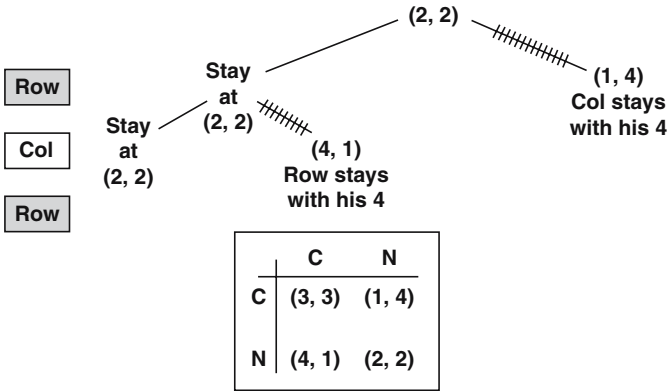 (2, 2)
Stay
at
(2, 2)
(1, 4)
Col stays
with his 4
Row
Stay
at
(2, 2)
Col
(4, 1)
Row stays
with his 4
Row
C N
C (3, 3) (1, 4)
N (4, 1) (2, 2)